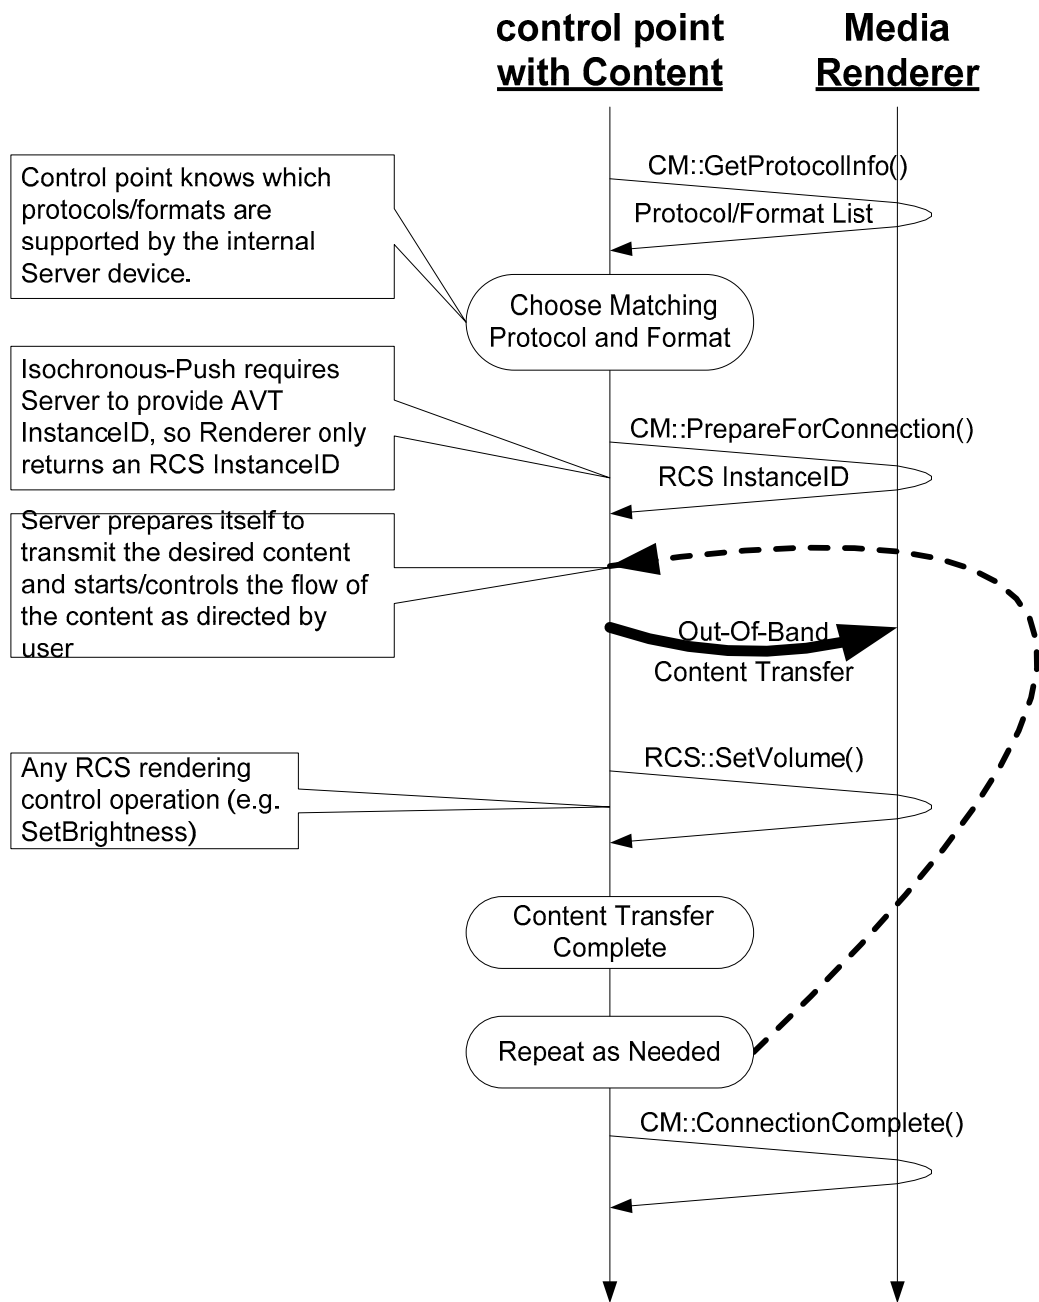 control point
with Content
Media
Renderer
CM::GetProtocolInfo()
Protocol/Format List
Control point knows which
protocols/formats are
supported by the internal
Server device.
Choose Matching
Protocol and Format
Isochronous-Push requires
Server to provide AVT
InstanceID, so Renderer only
returns an RCS InstanceID
CM::PrepareForConnection()
RCS InstanceID
Server prepares itself to
transmit the desired content
and starts/controls the flow of
the content as directed by
user
Out-Of-Band
Content Transfer
RCS::SetVolume()
Any RCS rendering
control operation (e.g.
SetBrightness)
Content Transfer
Complete
Repeat as Needed
CM::ConnectionComplete()